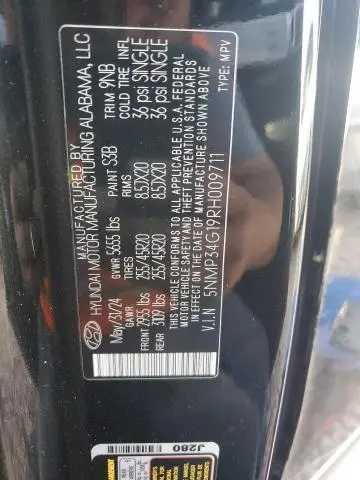 MANUFACTURED BY
HYUNDAI MOTOR MANUFACTURING ALABAMA, LLC
May/31/24 GVWR 5655 lbs PAINT S3B TRIM 9NB
GAWR RIMS COLD TIRE INFL
FRONT 2955 lbs 255/45R20 8.5JX20 36 psi SINGLE
REAR 3109 lbs 255/45R20 8.5JX20 36 psi SINGLE
THIS VEHICLE CONFORMS TO ALL APPLICABLE U.S.A. FEDERAL
MOTOR VEHICLE SAFETY AND THEFT PREVENTION STANDARDS
IN EFFECT ON THE DATE OF MANUFACTURE SHOWN ABOVE
V.I.N 5NMP34G19RH009711 TYPE: MPV
J280